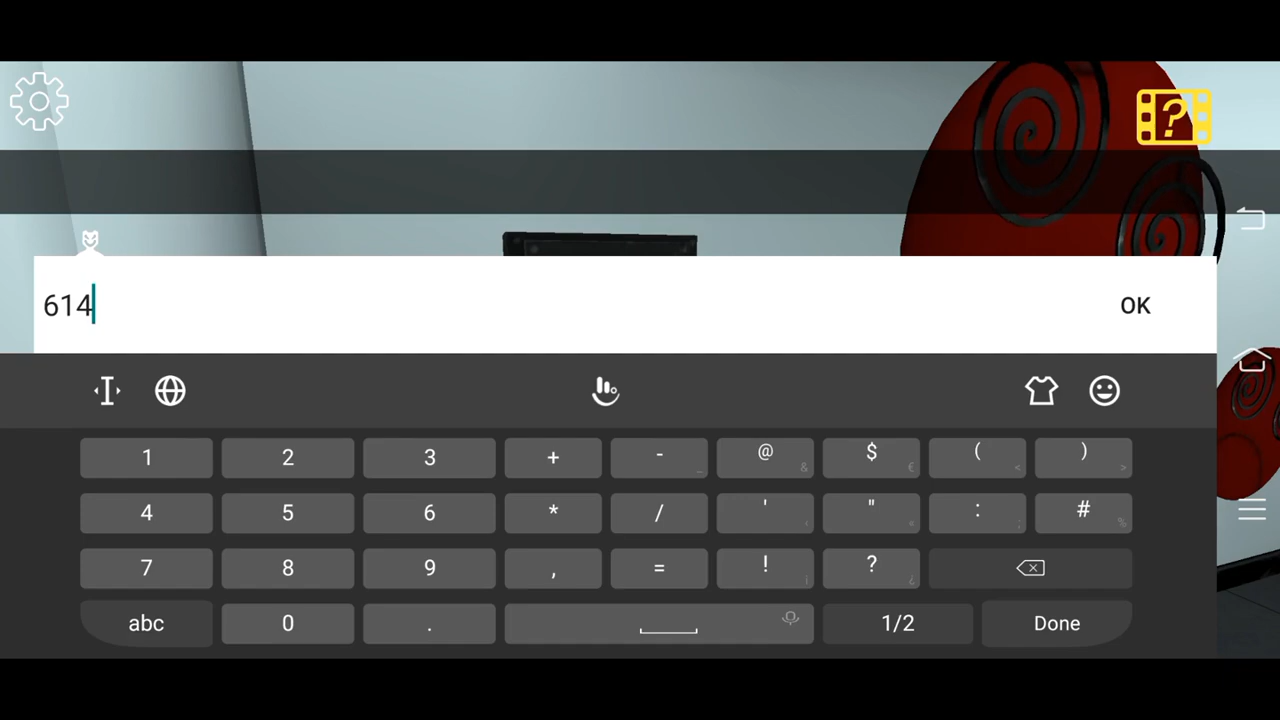 ?
614
OK
1 2 3 + - _ @ & $ € ( < ) >
4 5 6 * / ' " : ; # %
7 8 9 , = ! ¡ ? ¿
abc 0 . 1/2 Done